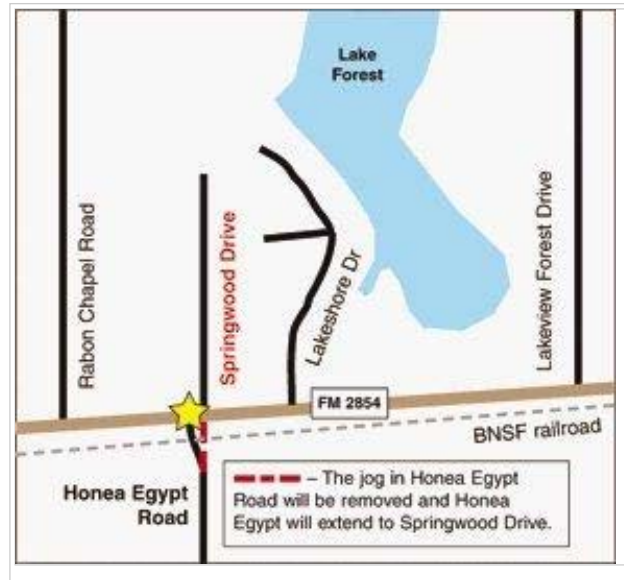 Lake
Forest
Rabon Chapel Road
Springwood Drive
Lakeshore Dr
Lakeview Forest Drive
FM 2854
BNSF railroad
Honea Egypt
Road
– The jog in Honea Egypt
Road will be removed and Honea
Egypt will extend to Springwood Drive.